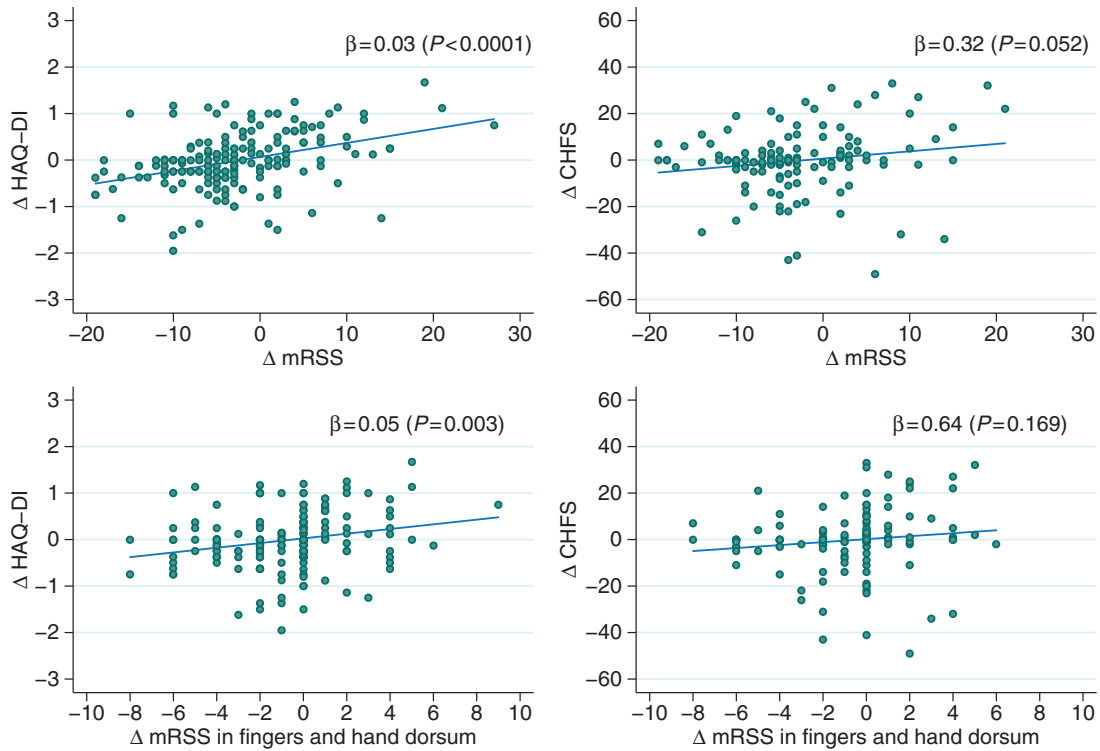 β=0.03 (P<0.0001)
3
2
1
0
−1
−2
−3
Δ HAQ−DI
−20 −10 0 10 20 30
Δ mRSS
β=0.32 (P=0.052)
60
40
20
0
−20
−40
−60
Δ CHFS
−20 −10 0 10 20 30
Δ mRSS
β=0.05 (P=0.003)
3
2
1
0
−1
−2
−3
Δ HAQ−DI
−10 −8 −6 −4 −2 0 2 4 6 8 10
Δ mRSS in fingers and hand dorsum
β=0.64 (P=0.169)
60
40
20
0
−20
−40
−60
Δ CHFS
−10 −8 −6 −4 −2 0 2 4 6 8 10
Δ mRSS in fingers and hand dorsum